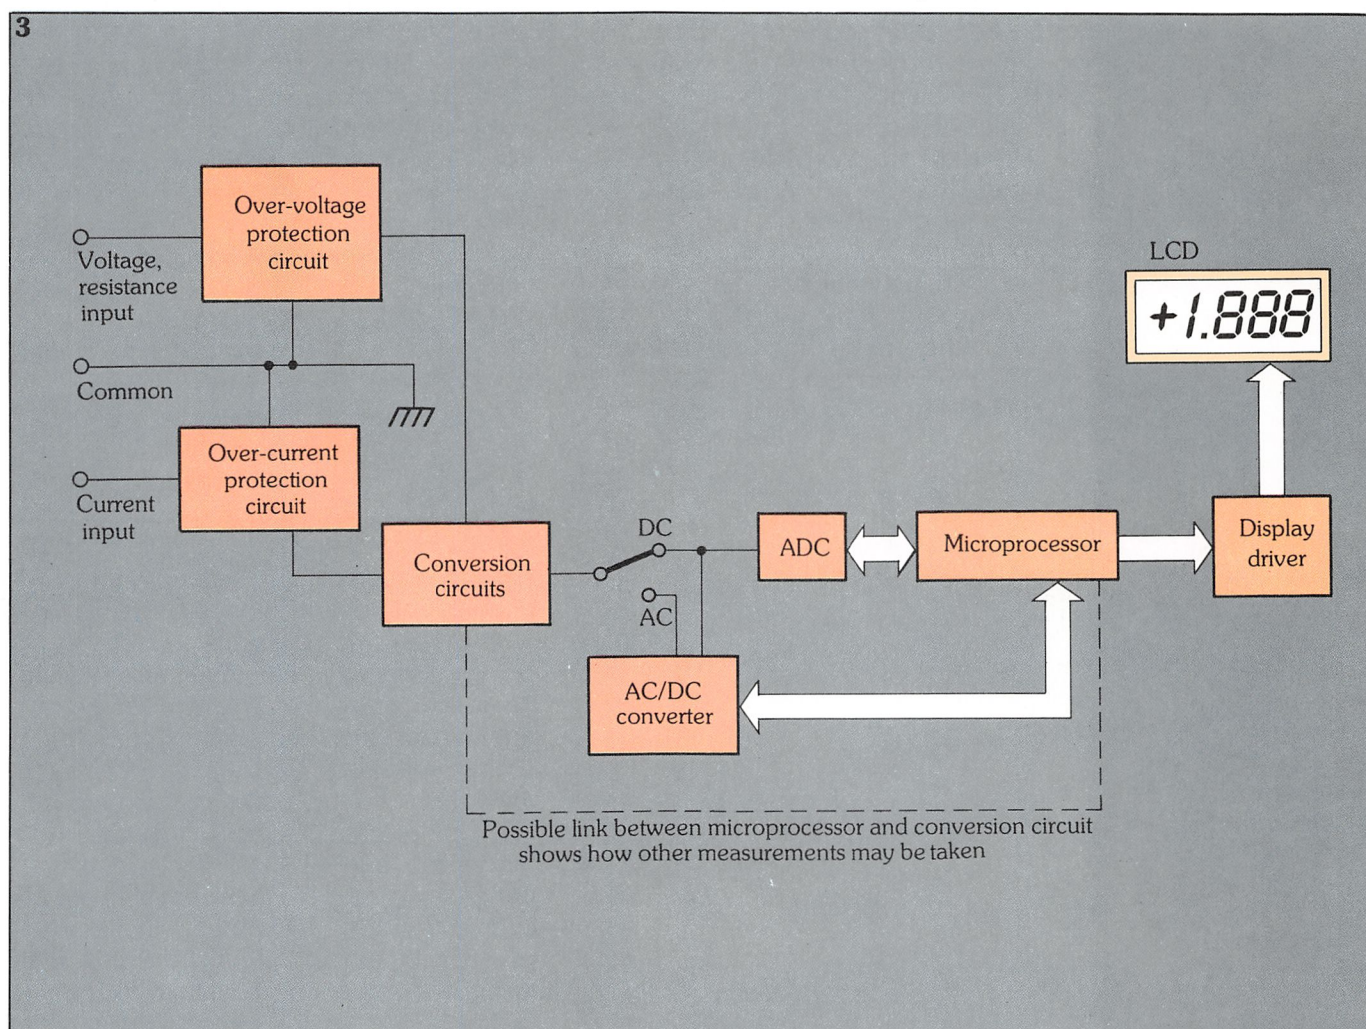 3
Over-voltage
protection
circuit
Voltage,
resistance
input
Common
Over-current
protection
circuit
Current
input
Conversion
circuits
DC
AC
AC/DC
converter
ADC
Microprocessor
Display
driver
LCD
+1.888
Possible link between microprocessor and conversion circuit
shows how other measurements may be taken